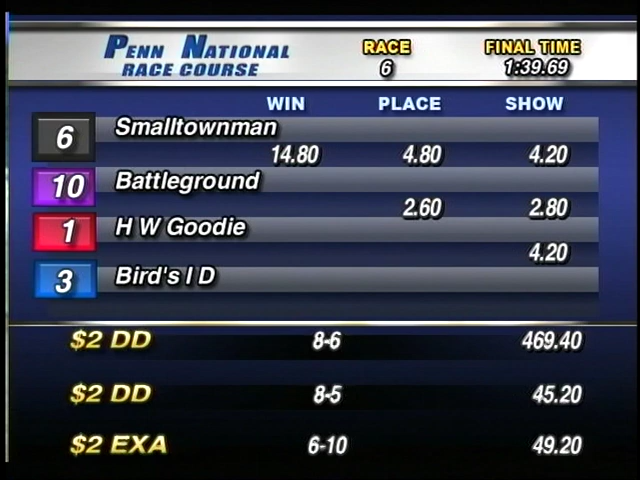 PENN NATIONAL RACE FINAL TIME
RACE COURSE 6 1:39.69
WIN PLACE SHOW
6 Smalltownman
14.80 4.80 4.20
10 Battleground
2.60 2.80
1 H W Goodie
4.20
3 Bird's I D
$2 DD 8-6 469.40
$2 DD 8-5 45.20
$2 EXA 6-10 49.20